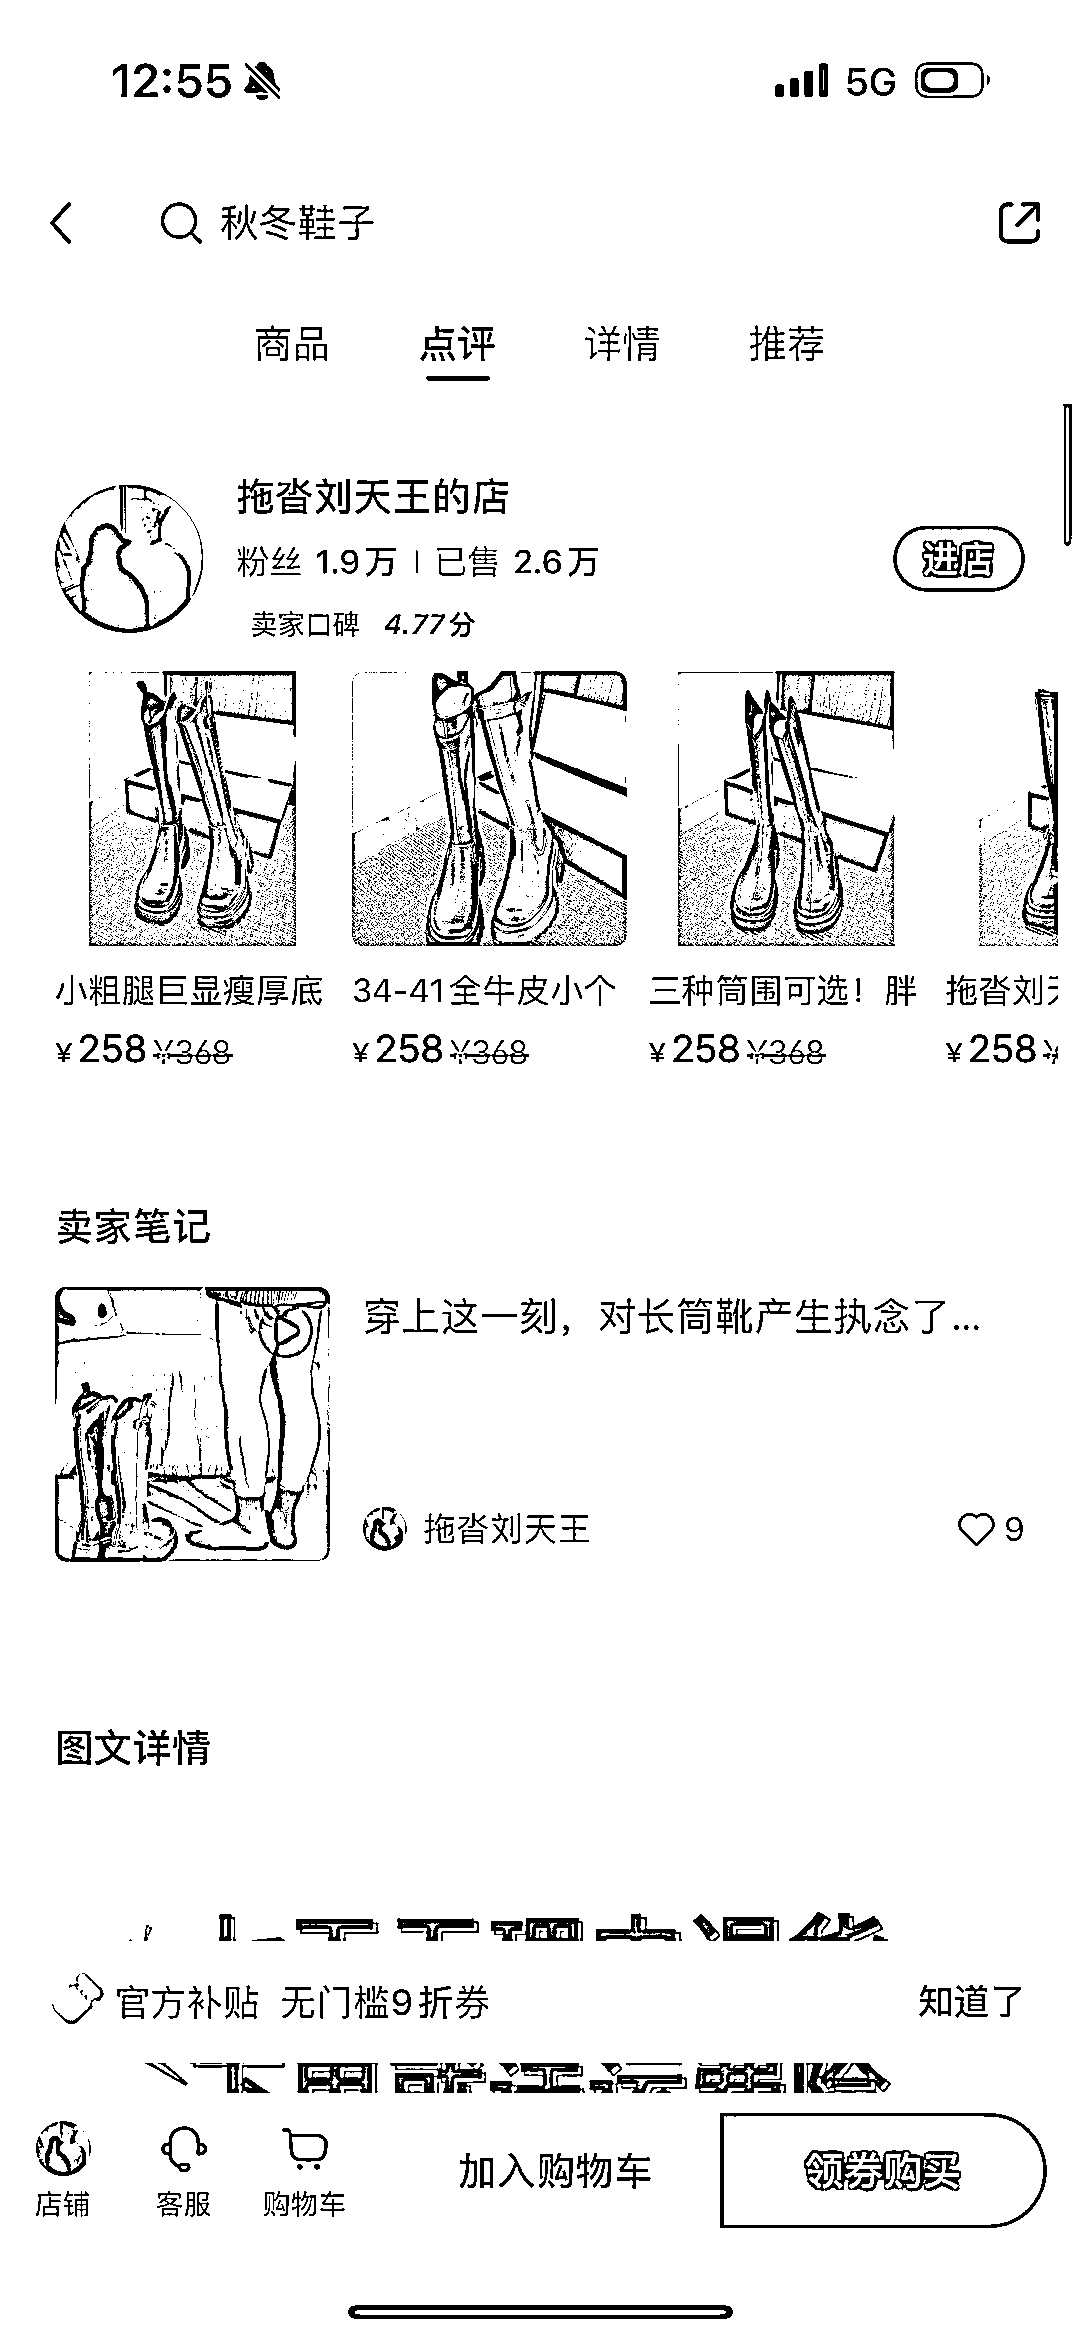 12:55 5G
秋冬鞋子
商品 点评 详情 推荐
拖沓刘天王的店
粉丝 1.9万 | 已售 2.6万
进店
卖家口碑 4.77分
小粗腿巨显瘦厚底 34-41全牛皮小个 三种筒围可选！胖 拖沓刘
¥258 ¥368 ¥258 ¥368 ¥258 ¥368 ¥258
卖家笔记
穿上这一刻，对长筒靴产生执念了...
拖沓刘天王 9
图文详情
官方补贴 无门槛9折券 知道了
店铺 客服 购物车 加入购物车 领券购买